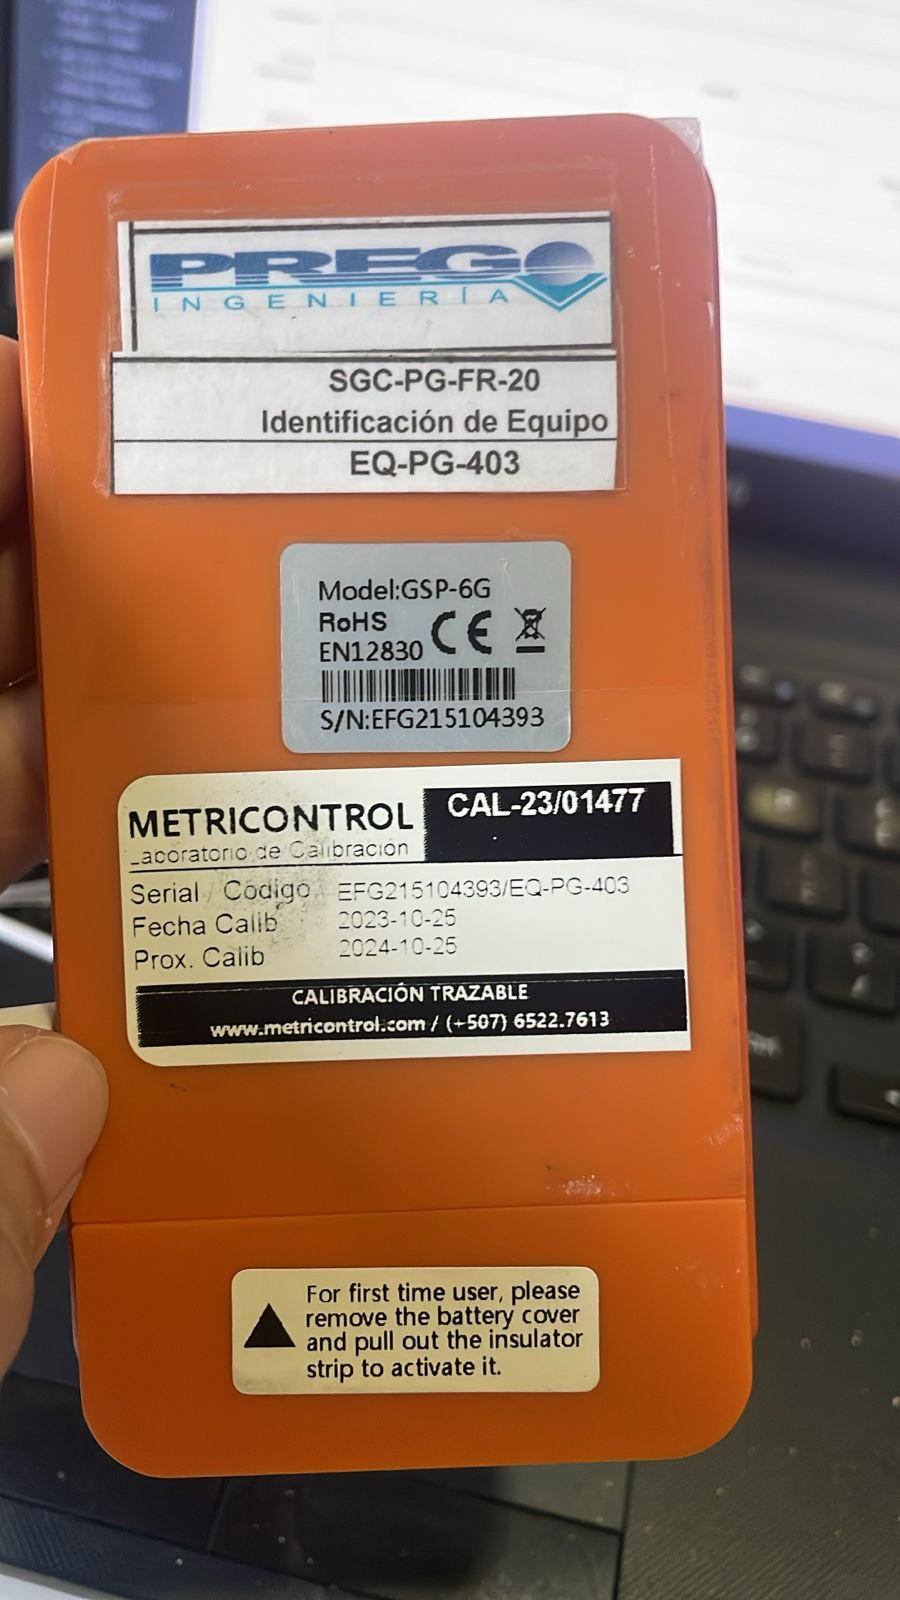 PREGO
INGENIERÍA
SGC-PG-FR-20
Identificación de Equipo
EQ-PG-403
Model:GSP-6G
RoHS
EN12830 CE
S/N:EFG215104393
METRICONTROL CAL-23/01477
Laboratorio de Calibración
Serial / Código EFG215104393/EQ-PG-403
Fecha Calib 2023-10-25
Prox. Calib 2024-10-25
CALIBRACIÓN TRAZABLE
www.metricontrol.com / (+507) 6522.7613
For first time user, please
remove the battery cover
and pull out the insulator
strip to activate it.